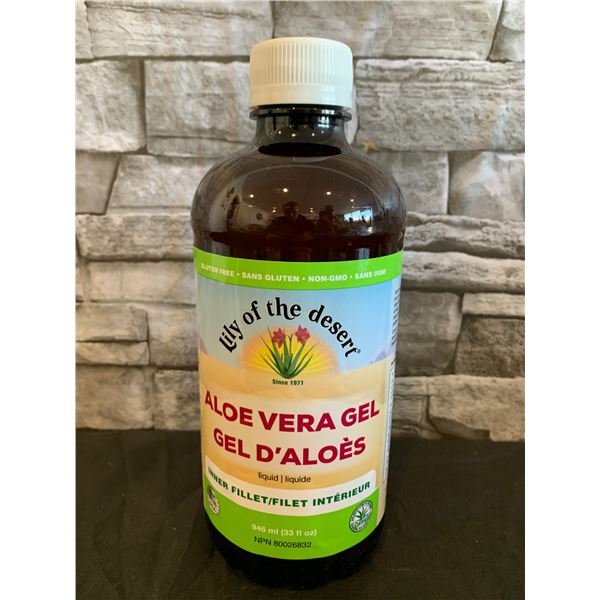 GLUTEN FREE • SANS GLUTEN • NON-GMO • SANS OGM
Lily of the desert®
Since 1971
ALOE VERA GEL
GEL D'ALOÈS
liquid | liquide
INNER FILLET/FILET INTÉRIEUR
946 ml (33 fl oz)
NPN 80026832